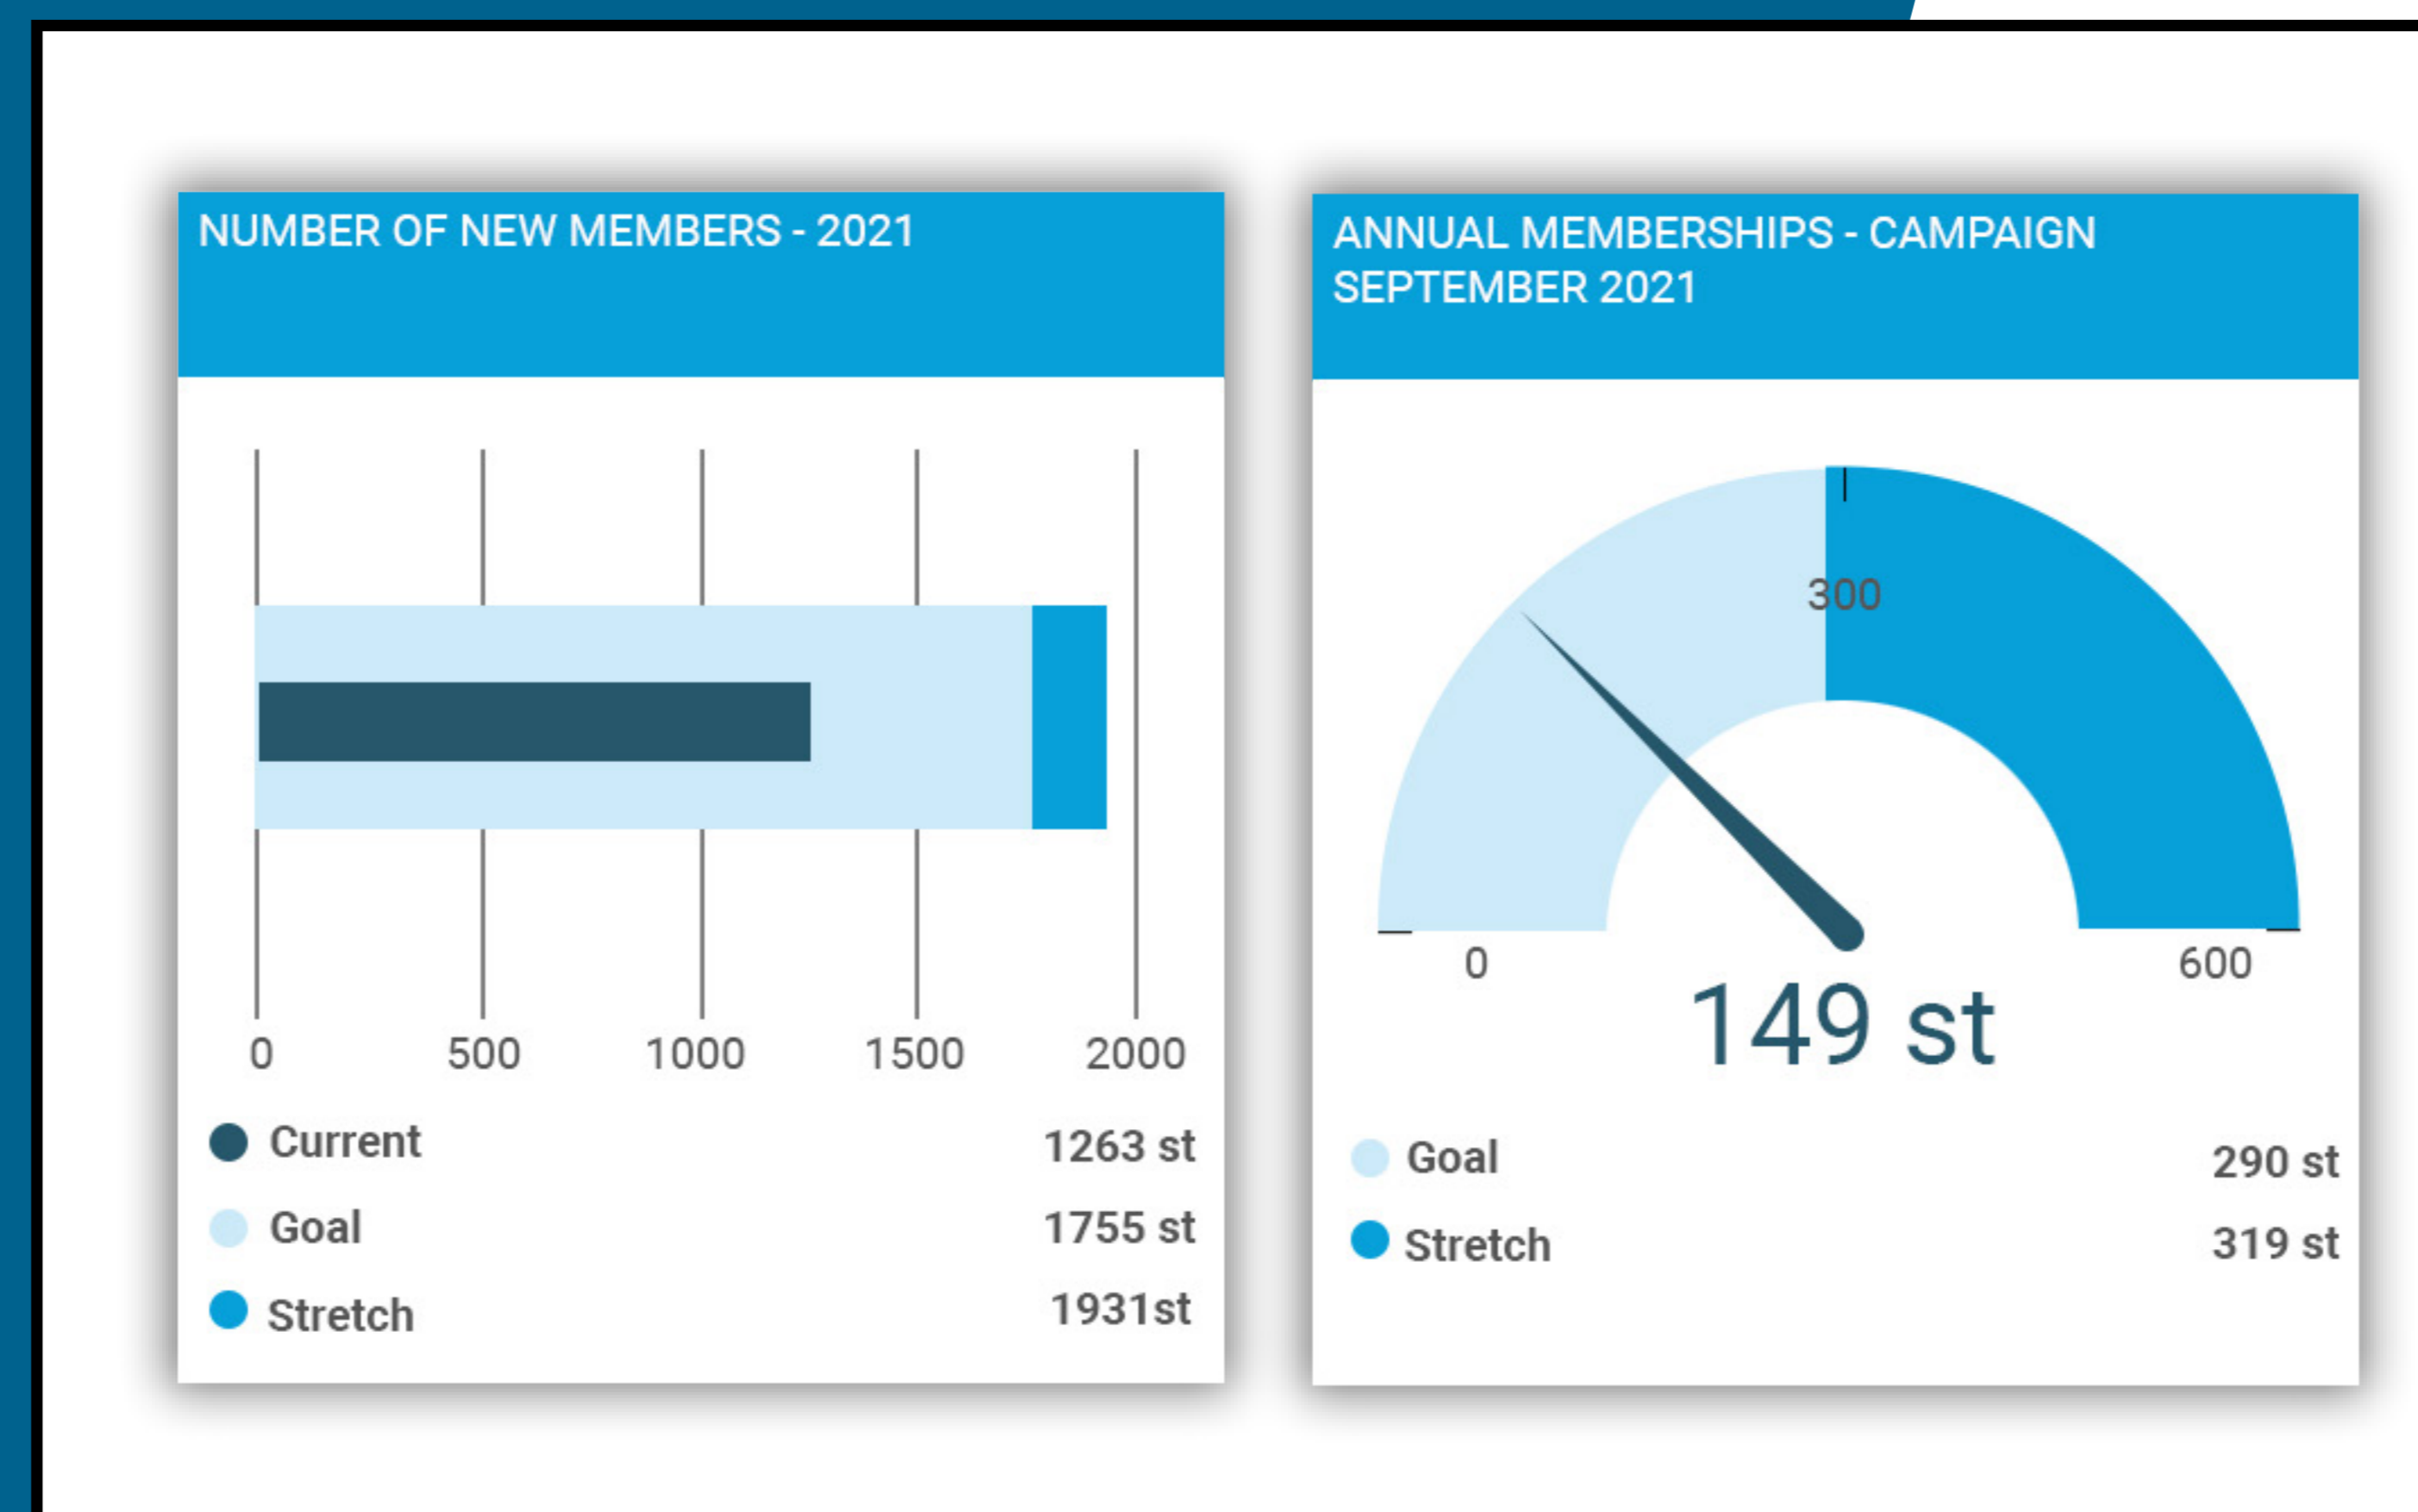 NUMBER OF NEW MEMBERS - 2021
0 500 1000 1500 2000
Current 1263 st
Goal 1755 st
Stretch 1931st
ANNUAL MEMBERSHIPS - CAMPAIGN
SEPTEMBER 2021
300
0 600
149 st
Goal 290 st
Stretch 319 st